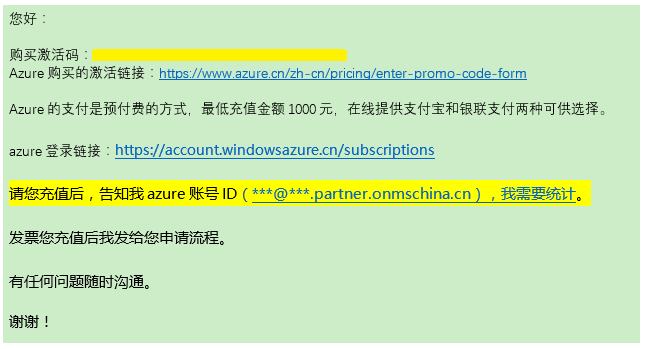 您好：
购买激活码：
Azure 购买的激活链接：https://www.azure.cn/zh-cn/pricing/enter-promo-code-form
Azure 的支付是预付费的方式，最低充值金额 1000 元，在线提供支付宝和银联支付两种可供选择。
azure 登录链接：https://account.windowsazure.cn/subscriptions
请您充值后，告知我 azure 账号 ID（***@***.partner.onmschina.cn），我需要统计。
发票您充值后我发给您申请流程。
有任何问题随时沟通。
谢谢！